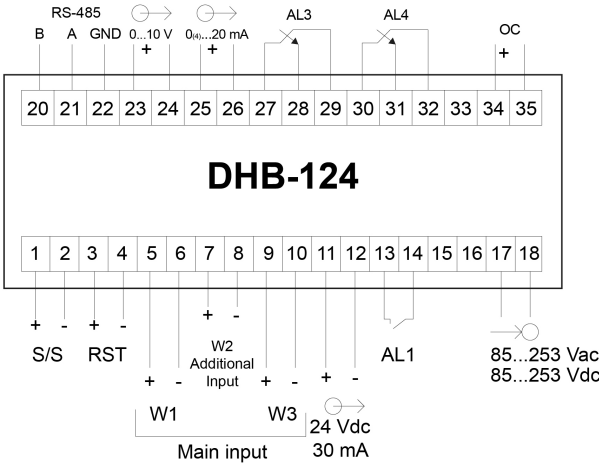 RS-485
B A GND 0...10 V 0(4)...20 mA AL3 AL4 OC
+ + +
20 21 22 23 24 25 26 27 28 29 30 31 32 33 34 35
DHB-124
1 2 3 4 5 6 7 8 9 10 11 12 13 14 15 16 17 18
+ - + - + -
S/S RST W2 AL1 85...253 Vac
Additional 85...253 Vdc
Input
+ - + - + -
W1 W3 24 Vdc
Main input 30 mA